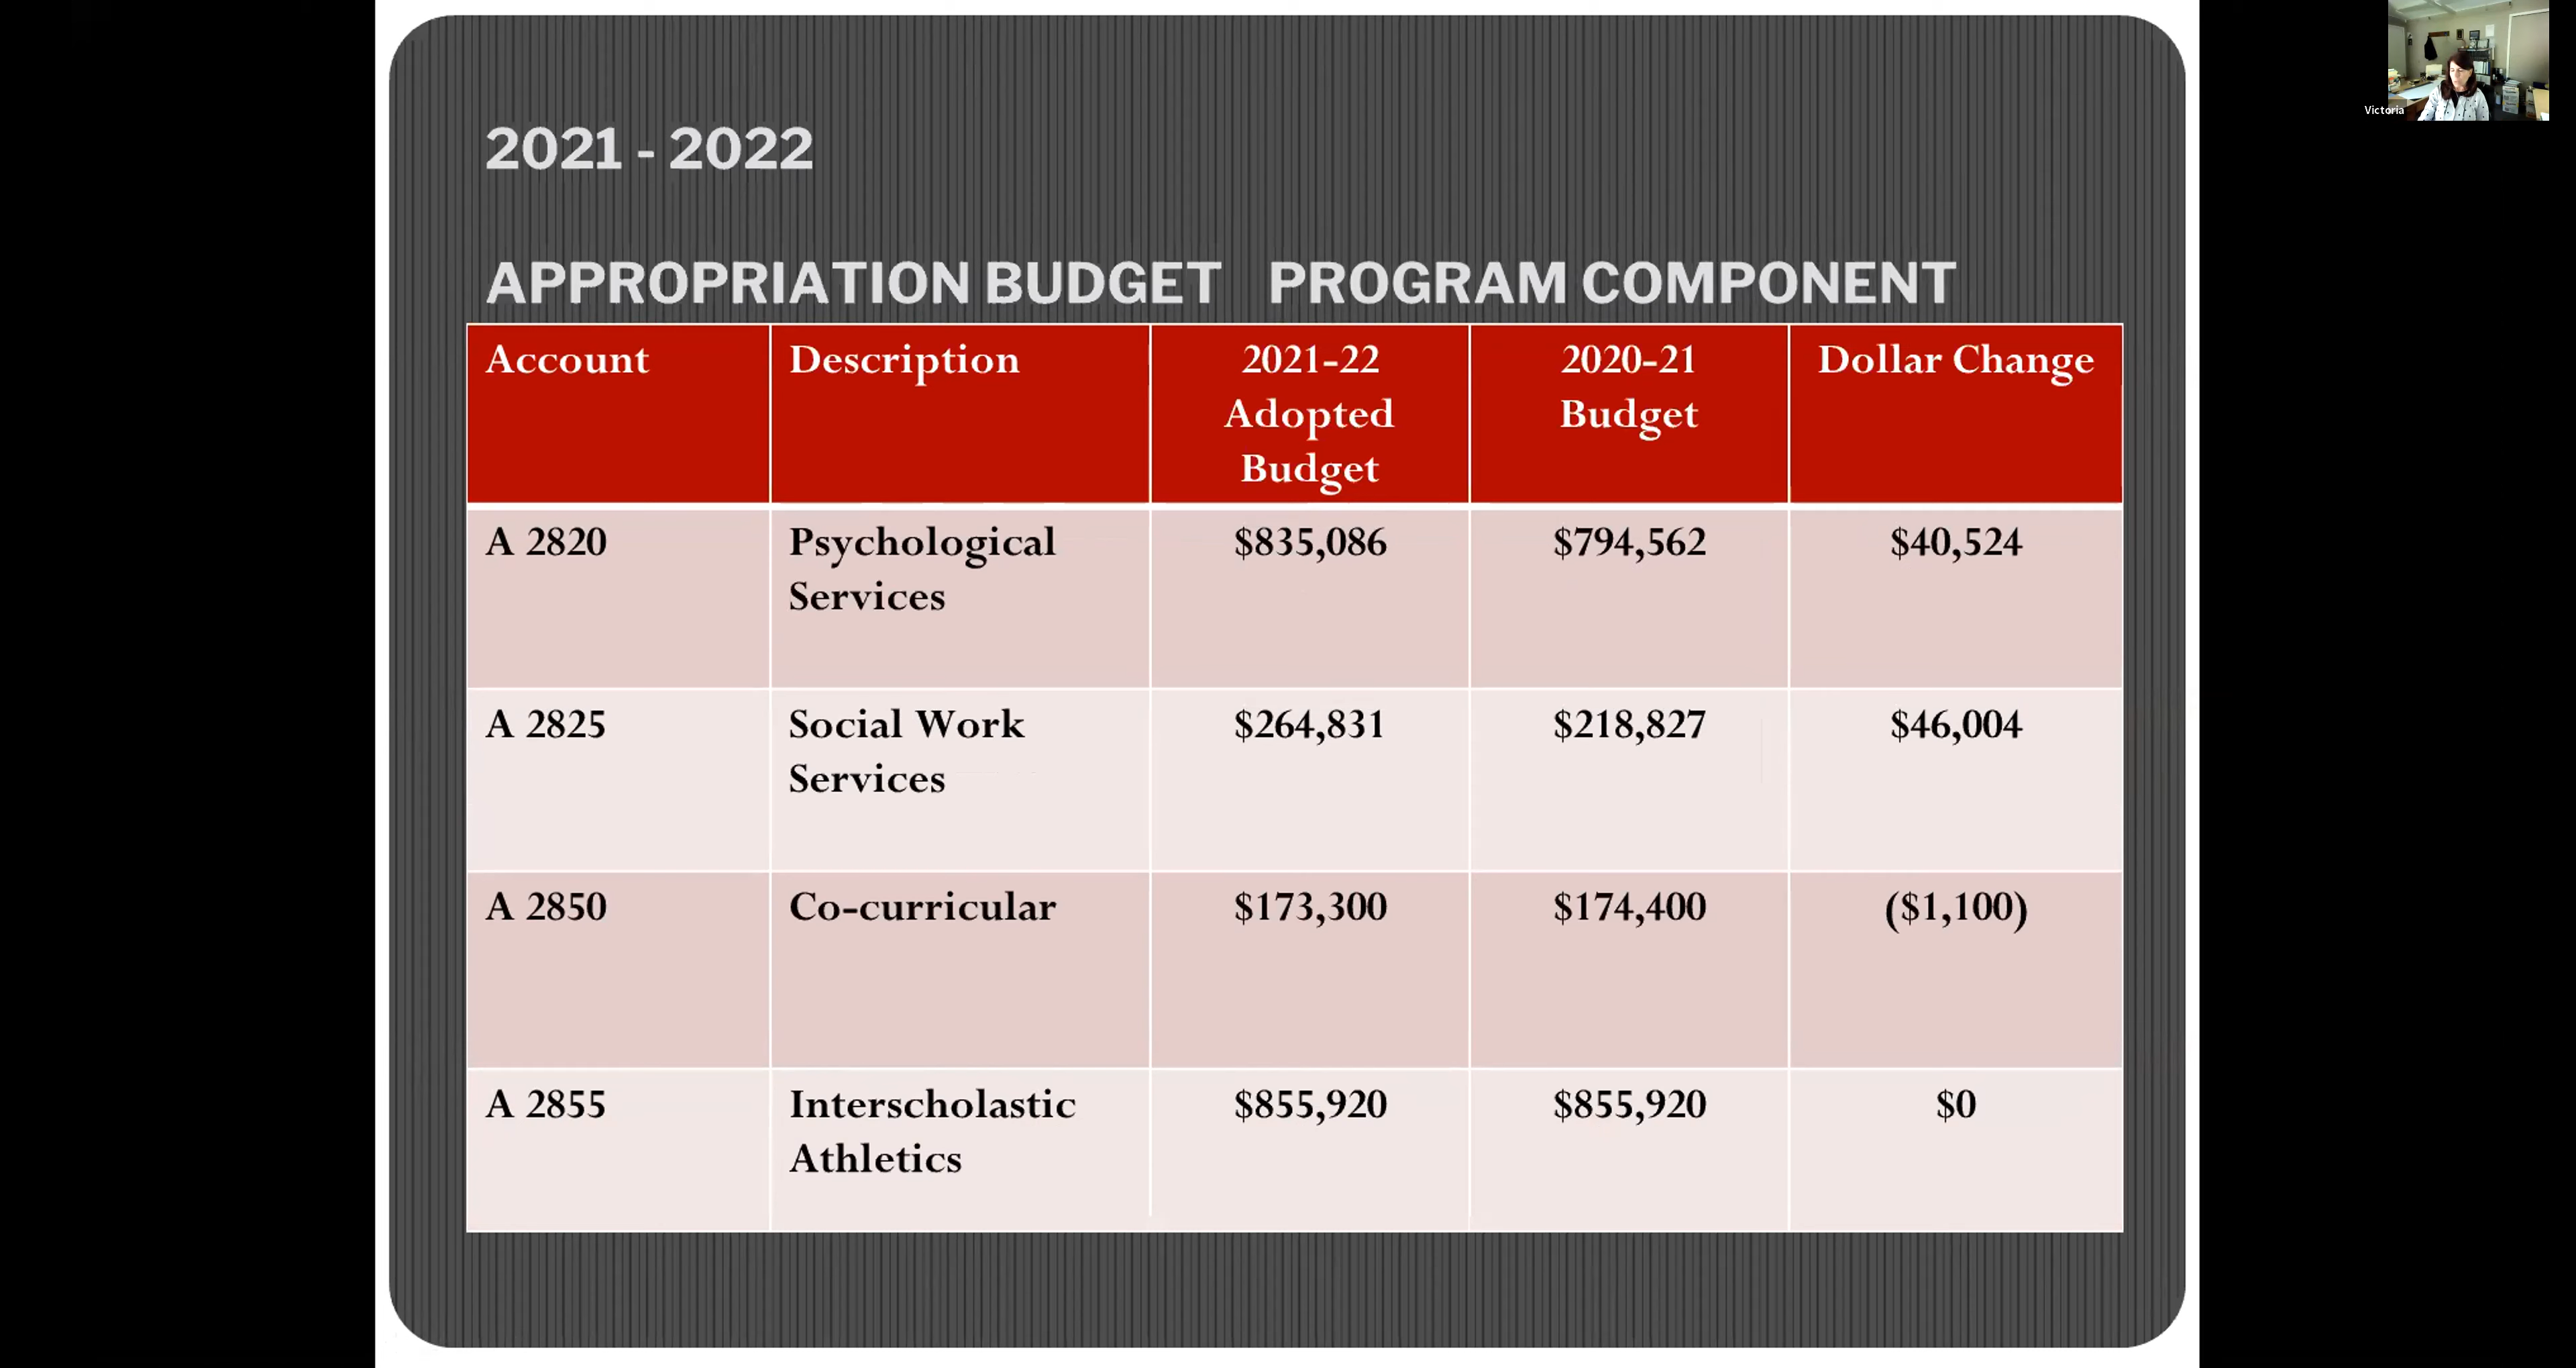 2021 - 2022
APPROPRIATION BUDGET PROGRAM COMPONENT
Account Description 2021-22 Adopted Budget 2020-21 Budget Dollar Change
A 2820 Psychological Services $835,086 $794,562 $40,524
A 2825 Social Work Services $264,831 $218,827 $46,004
A 2850 Co-curricular $173,300 $174,400 ($1,100)
A 2855 Interscholastic Athletics $855,920 $855,920 $0
Victoria